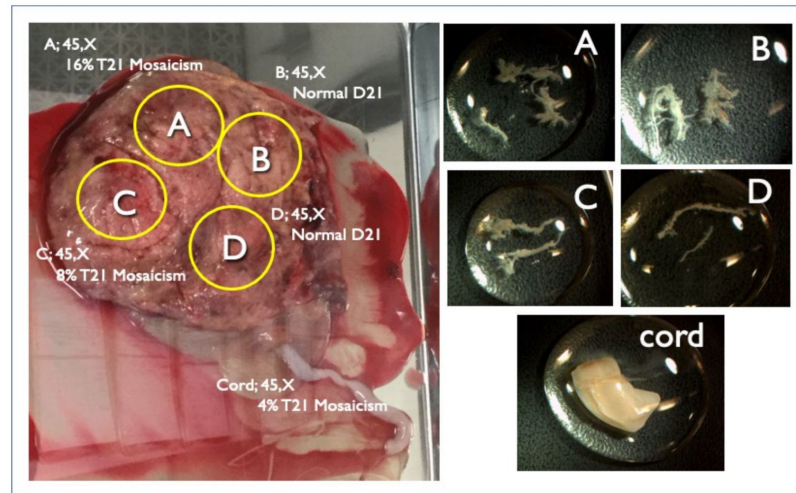 A; 45,X
16% T21 Mosaicism
B; 45,X
Normal D21
A
B
C
D
D; 45,X
Normal D21
C; 45,X
8% T21 Mosaicism
Cord; 45,X
4% T21 Mosaicism
A
B
C
D
cord